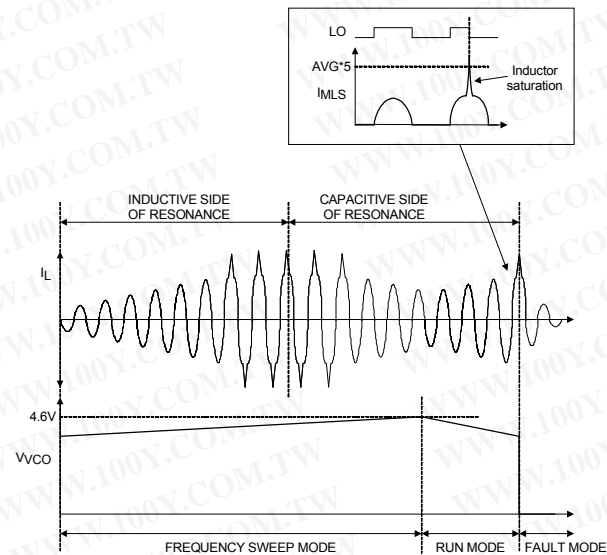 LO
AVG*5
IMLS
Inductor
saturation
INDUCTIVE SIDE
OF RESONANCE
CAPACITIVE SIDE
OF RESONANCE
IL
4.6V
VVCO
FREQUENCY SWEEP MODE
RUN MODE
FAULT MODE
WWW.100Y.COM.TW